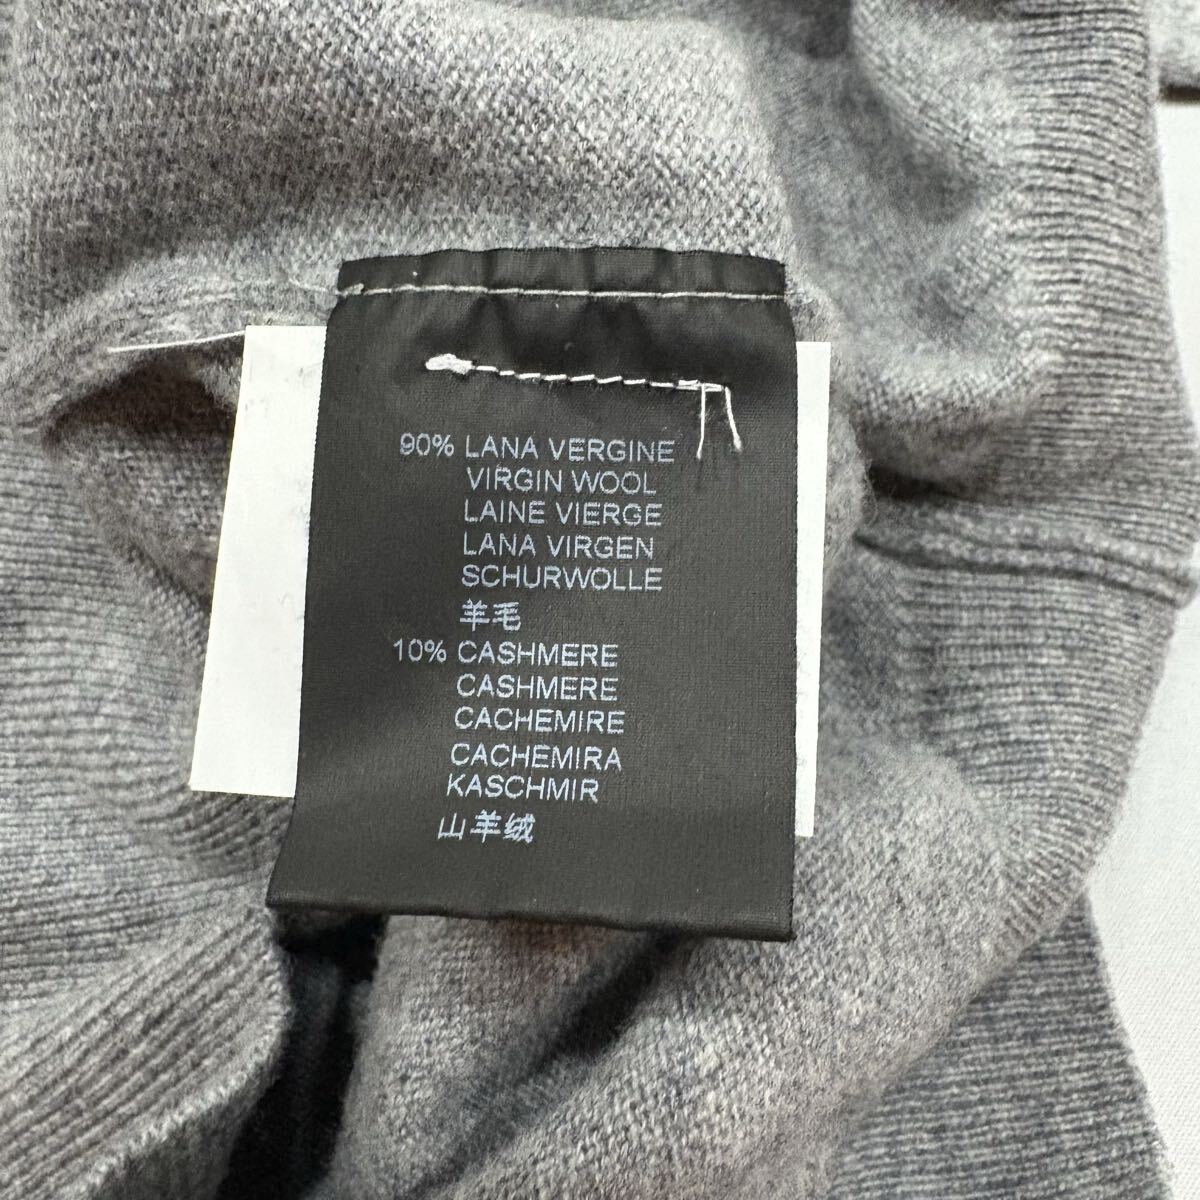 90% LANA VERGINE
VIRGIN WOOL
LAINE VIERGE
LANA VIRGEN
SCHURWOLLE
羊毛
10% CASHMERE
CASHMERE
CACHEMIRE
CACHEMIRA
KASCHMIR
山羊绒